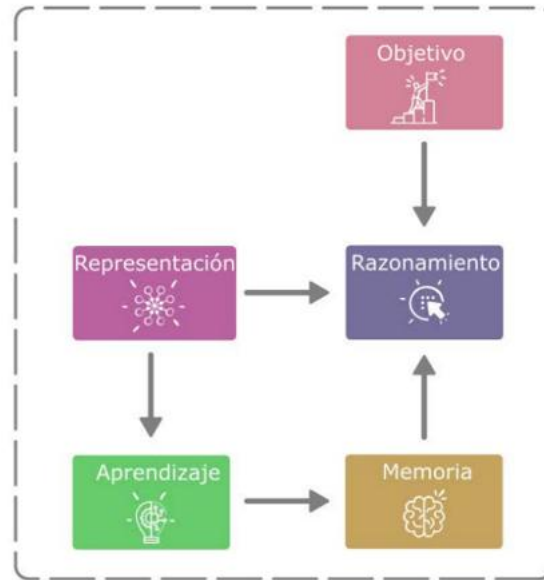 Objetivo
Representación
Razonamiento
Aprendizaje
Memoria